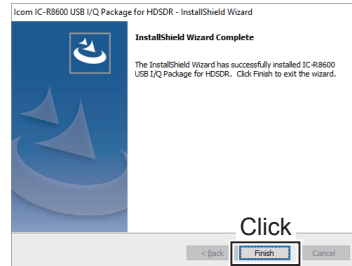 Icom IC-R8600 USB I/Q Package for HDSDR - InstallShield Wizard
InstallShield Wizard Complete
The InstallShield Wizard has successfully installed IC-R8600
USB I/Q Package for HDSDR. Click Finish to exit the wizard.
Click
< Back Finish Cancel